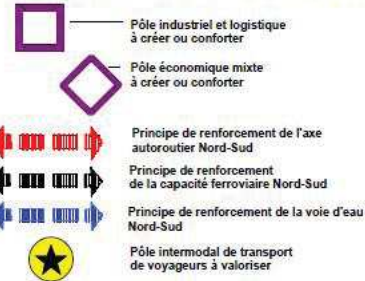 Pôle industriel et logistique
à créer ou conforter
Pôle économique mixte
à créer ou conforter
Principe de renforcement de l'axe
autoroutier Nord-Sud
Principe de renforcement
de la capacité ferroviaire Nord-Sud
Principe de renforcement de la voie d'eau
Nord-Sud
Pôle intermodal de transport
de voyageurs à valoriser